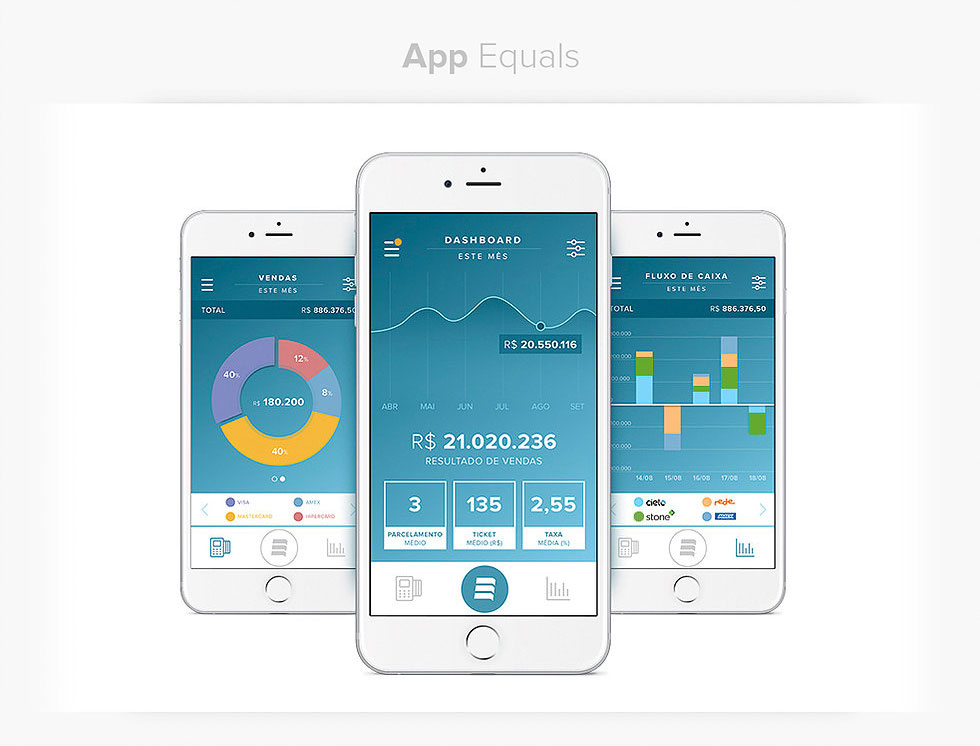 App Equals
VENDAS
ESTE MÊS
TOTAL R$ 886.376,50
40%
12%
8%
R$ 180.200
40%
VISA
AMEX
MASTERCARD
HIPERCARD
DASHBOARD
ESTE MÊS
R$ 20.550.116
ABR MAI JUN JUL AGO SET
R$ 21.020.236
RESULTADO DE VENDAS
3
PARCELAMENTO
MÉDIO
135
TICKET
MÉDIO (R$)
2,55
TAXA
MÉDIA (%)
FLUXO DE CAIXA
ESTE MÊS
TOTAL R$ 886.376,50
14/08 15/08 16/08 17/08 18/08
cielo
rede
stone